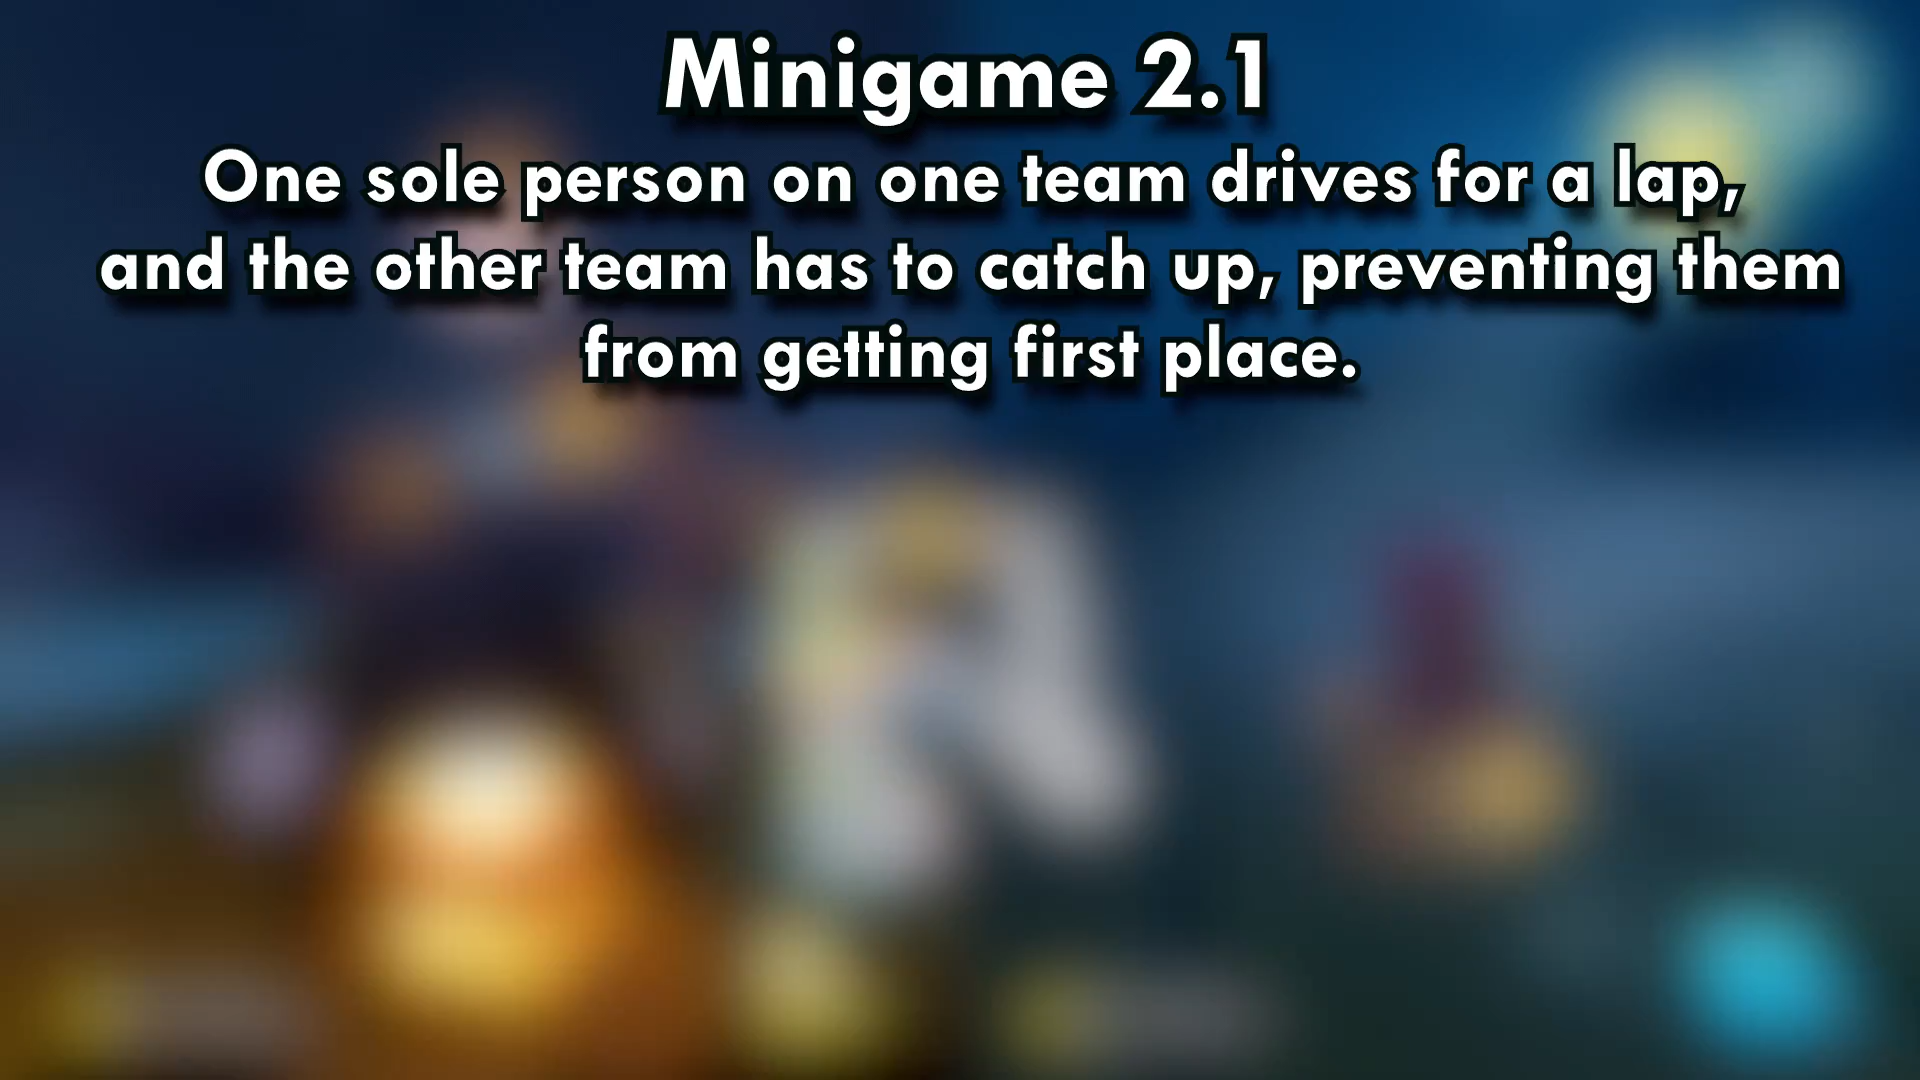 Minigame 2.1
One sole person on one team drives for a lap,
and the other team has to catch up, preventing them
from getting first place.